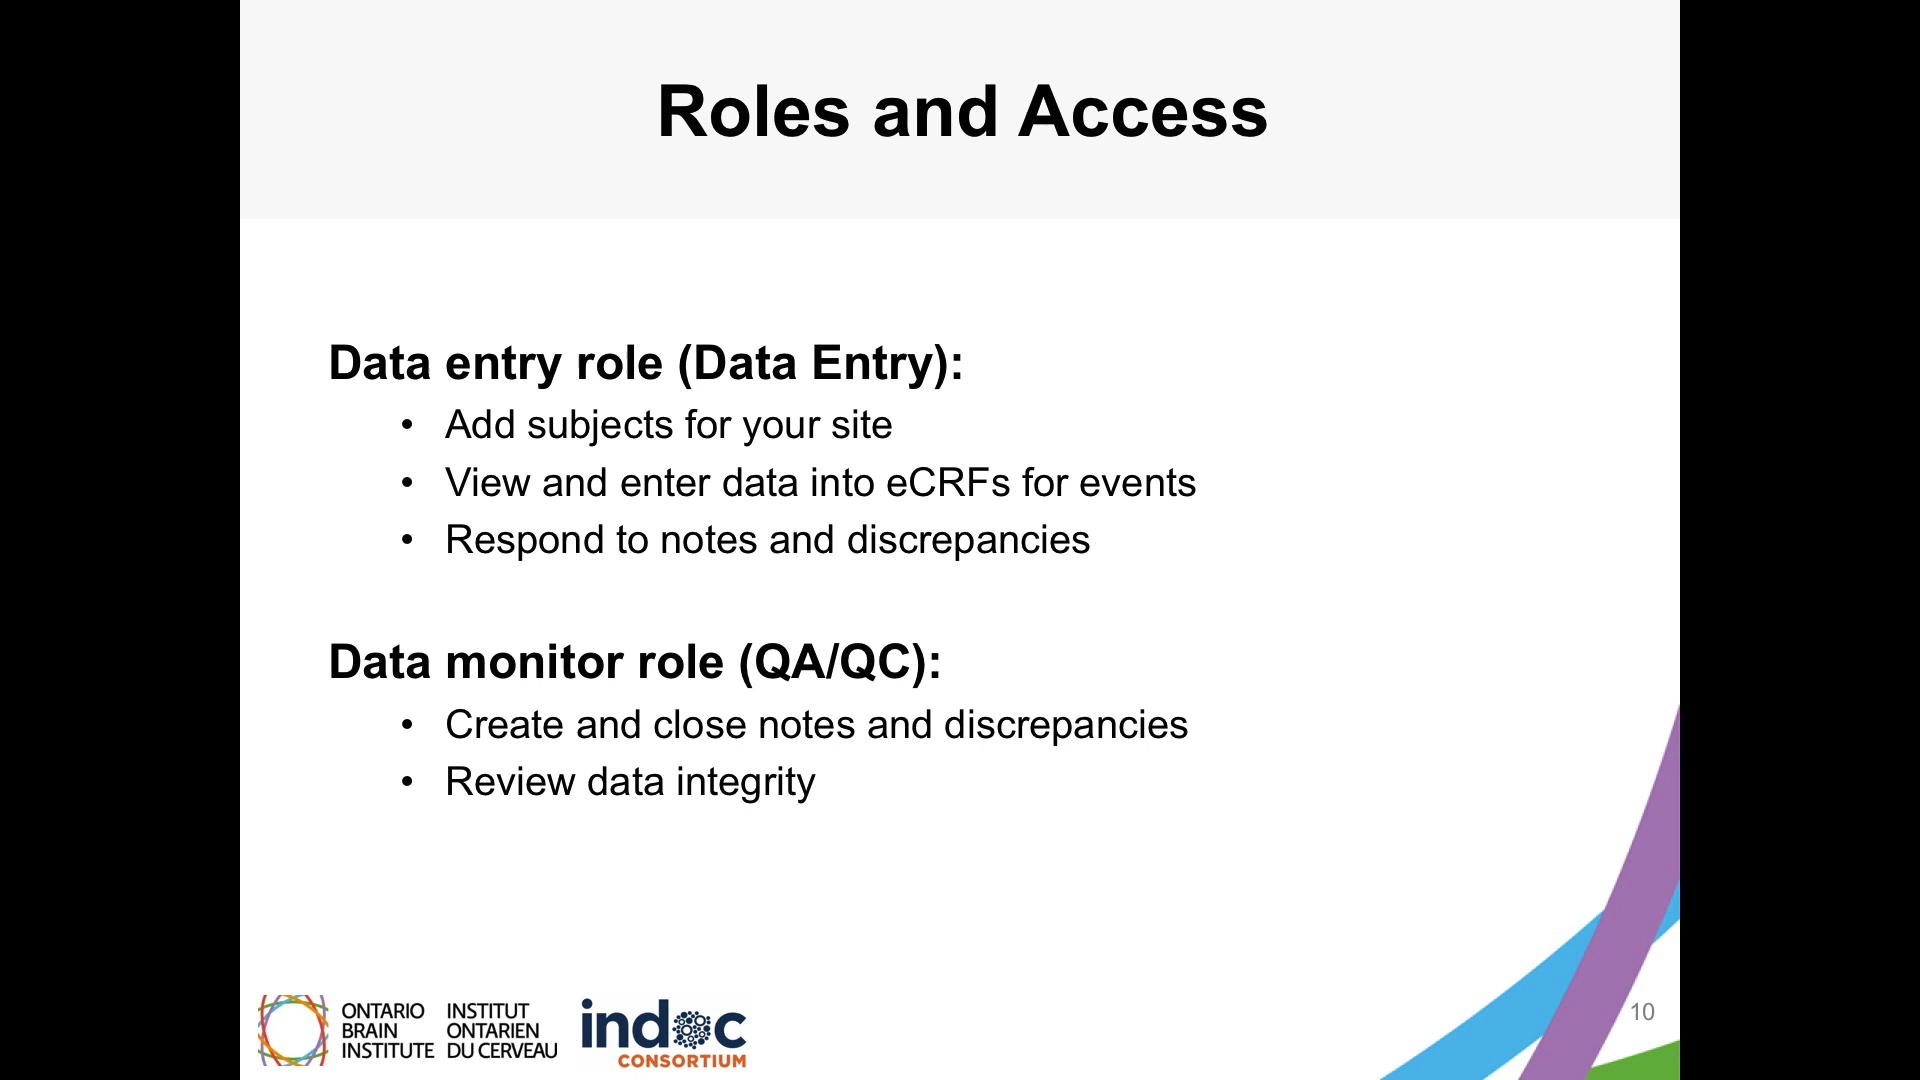 Roles and Access
Data entry role (Data Entry):
• Add subjects for your site
• View and enter data into eCRFs for events
• Respond to notes and discrepancies
Data monitor role (QA/QC):
• Create and close notes and discrepancies
• Review data integrity
ONTARIO
BRAIN
INSTITUTE
INSTITUT
ONTARIEN
DU CERVEAU
indoc
CONSORTIUM
10